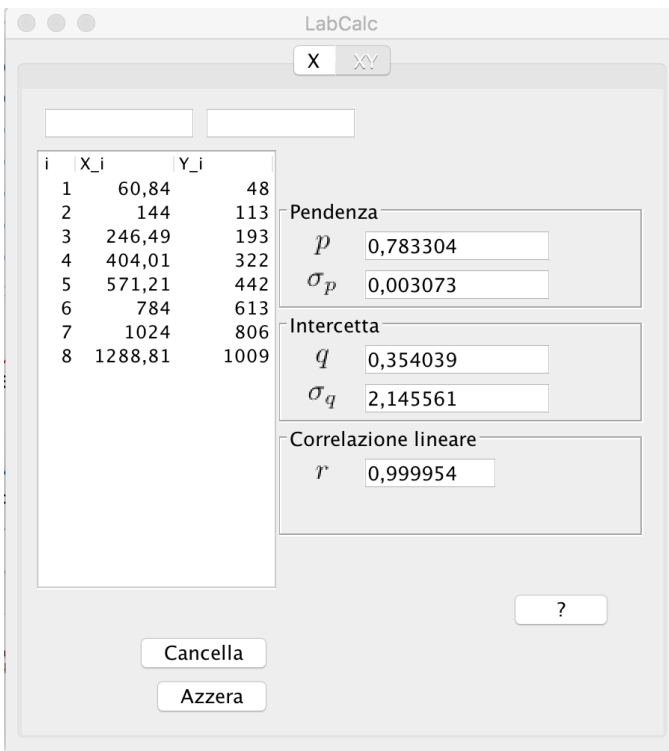 LabCalc
X XY
i X_i Y_i
1 60,84 48
2 144 113
3 246,49 193
4 404,01 322
5 571,21 442
6 784 613
7 1024 806
8 1288,81 1009
Pendenza
p 0,783304
σp 0,003073
Intercetta
q 0,354039
σq 2,145561
Correlazione lineare
r 0,999954
?
Cancella
Azzera